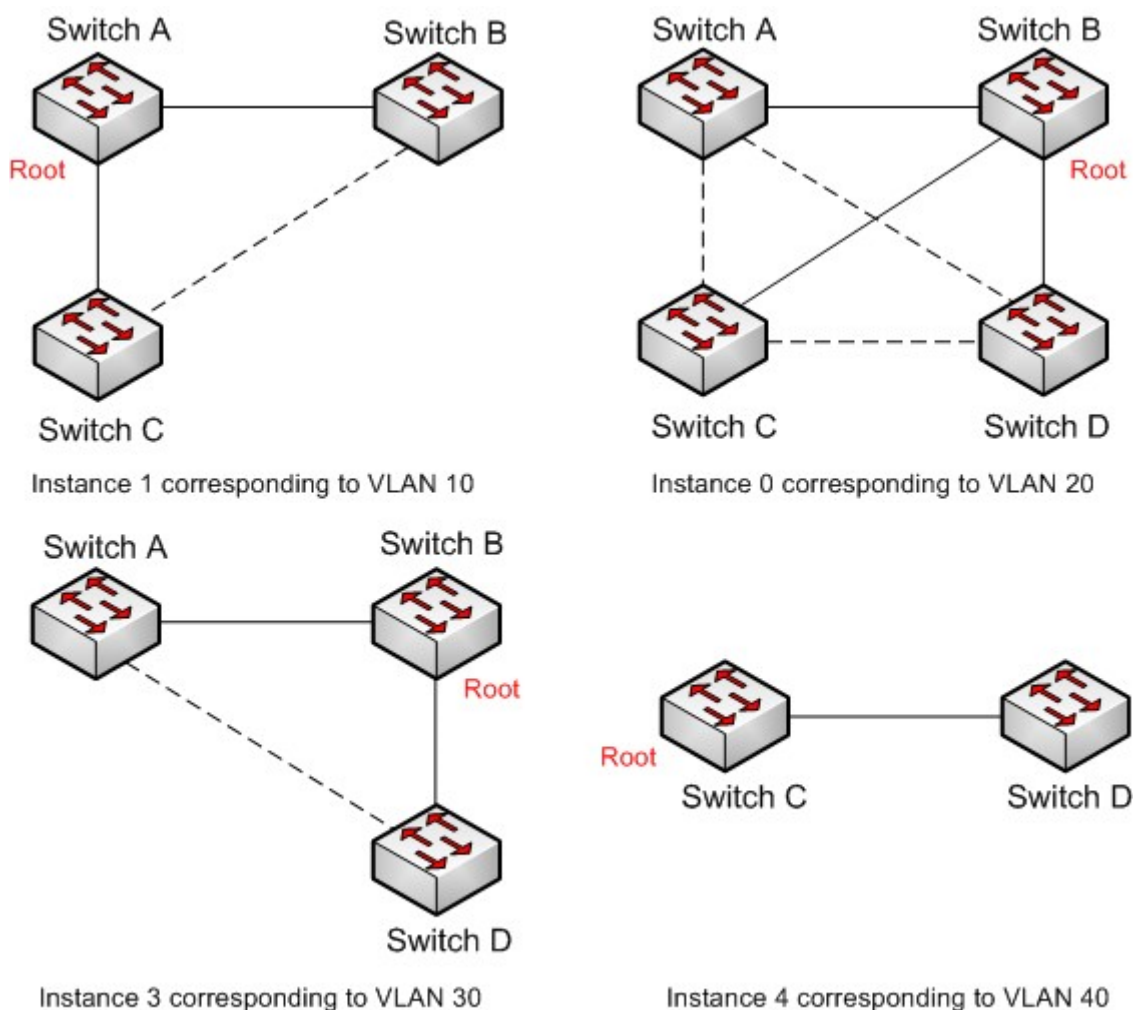 Switch A
Switch B
Root
Switch C
Instance 1 corresponding to VLAN 10
Switch A
Switch B
Root
Switch C
Switch D
Instance 0 corresponding to VLAN 20
Switch A
Switch B
Root
Switch D
Instance 3 corresponding to VLAN 30
Root
Switch C
Switch D
Instance 4 corresponding to VLAN 40